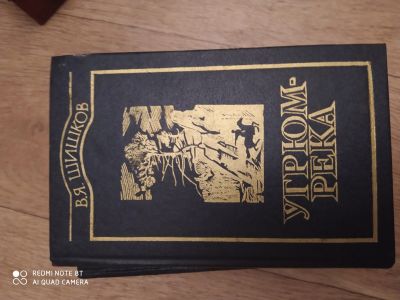 В.Я. ШИШКОВ
УГРЮМ-
РЕКА
REDMI NOTE 8T
AI QUAD CAMERA